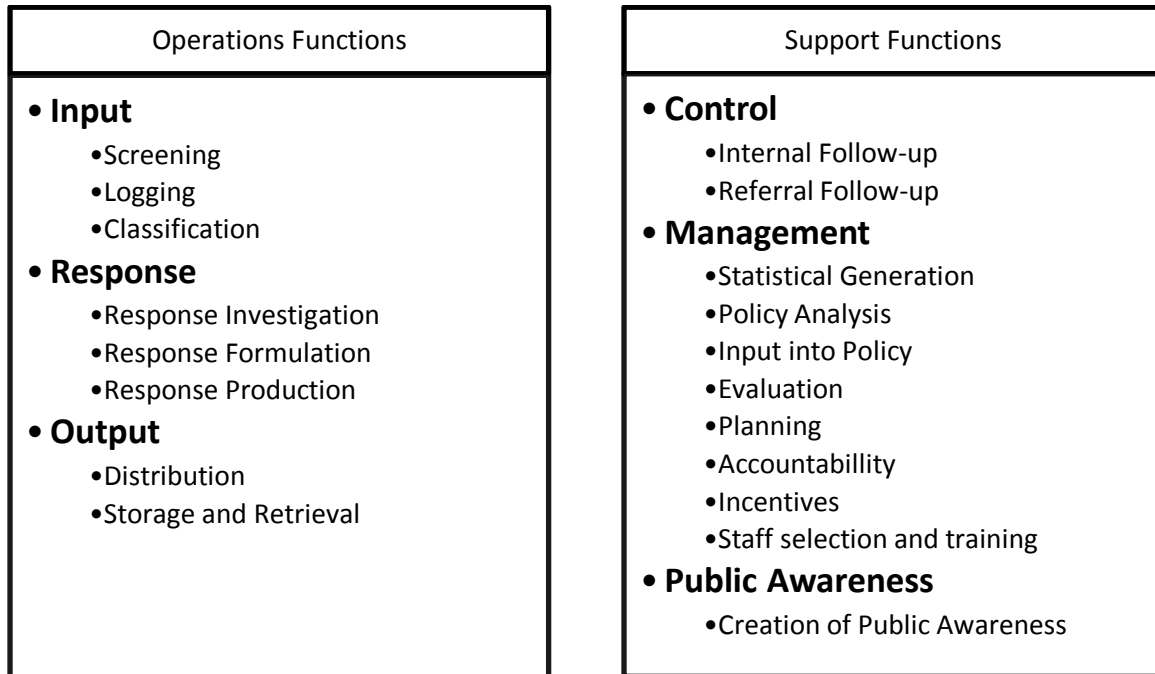 Operations Functions
• Input
•Screening
•Logging
•Classification
• Response
•Response Investigation
•Response Formulation
•Response Production
• Output
•Distribution
•Storage and Retrieval
Support Functions
• Control
•Internal Follow-up
•Referral Follow-up
• Management
•Statistical Generation
•Policy Analysis
•Input into Policy
•Evaluation
•Planning
•Accountabillity
•Incentives
•Staff selection and training
• Public Awareness
•Creation of Public Awareness